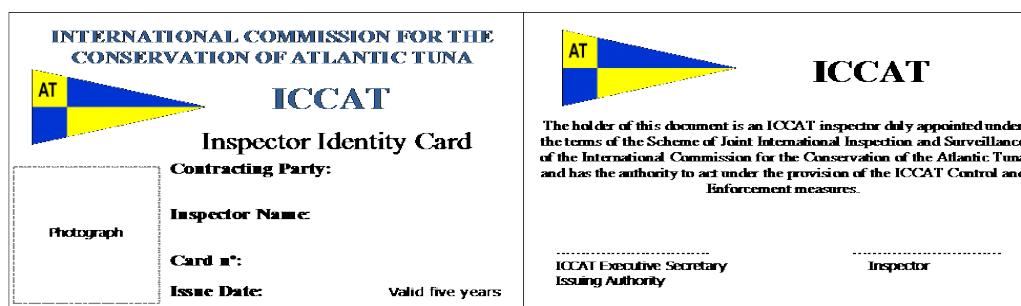 INTERNATIONAL COMMISSION FOR THE
CONSERVATION OF ATLANTIC TUNA
AT
ICCAT
Inspector Identity Card
Contracting Party:
Inspector Name:
Photograph
Card n°:
Issue Date: Valid five years
AT
ICCAT
The holder of this document is an ICCAT inspector duly appointed under
the terms of the Scheme of Joint International Inspection and Surveillance
of the International Commission for the Conservation of the Atlantic Tuna
and has the authority to act under the provision of the ICCAT Control and
Enforcement measures.
ICCAT Executive Secretary Inspector
Issuing Authority